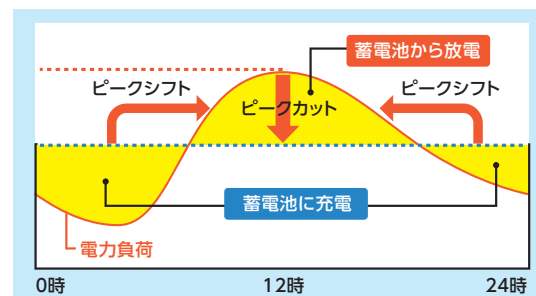 蓄電池から放電
ピークシフト
ピークカット
ピークシフト
蓄電池に充電
電力負荷
0時
12時
24時